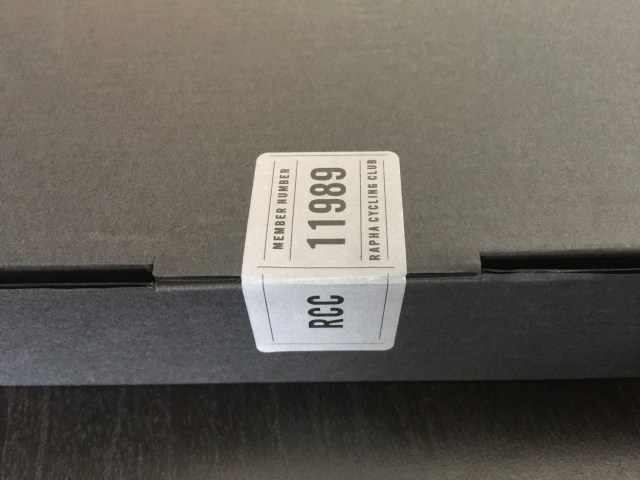 MEMBER NUMBER
11989
RAPHA CYCLING CLUB
RCC